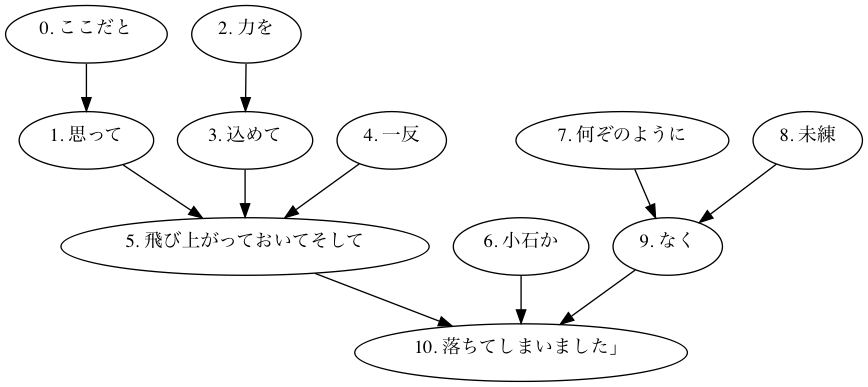 0. ここだと
2. 力を
1. 思って
3. 込めて
4. 一反
7. 何ぞのように
8. 未練
5. 飛び上がっておいてそして
6. 小石か
9. なく
10. 落ちてしまいました」